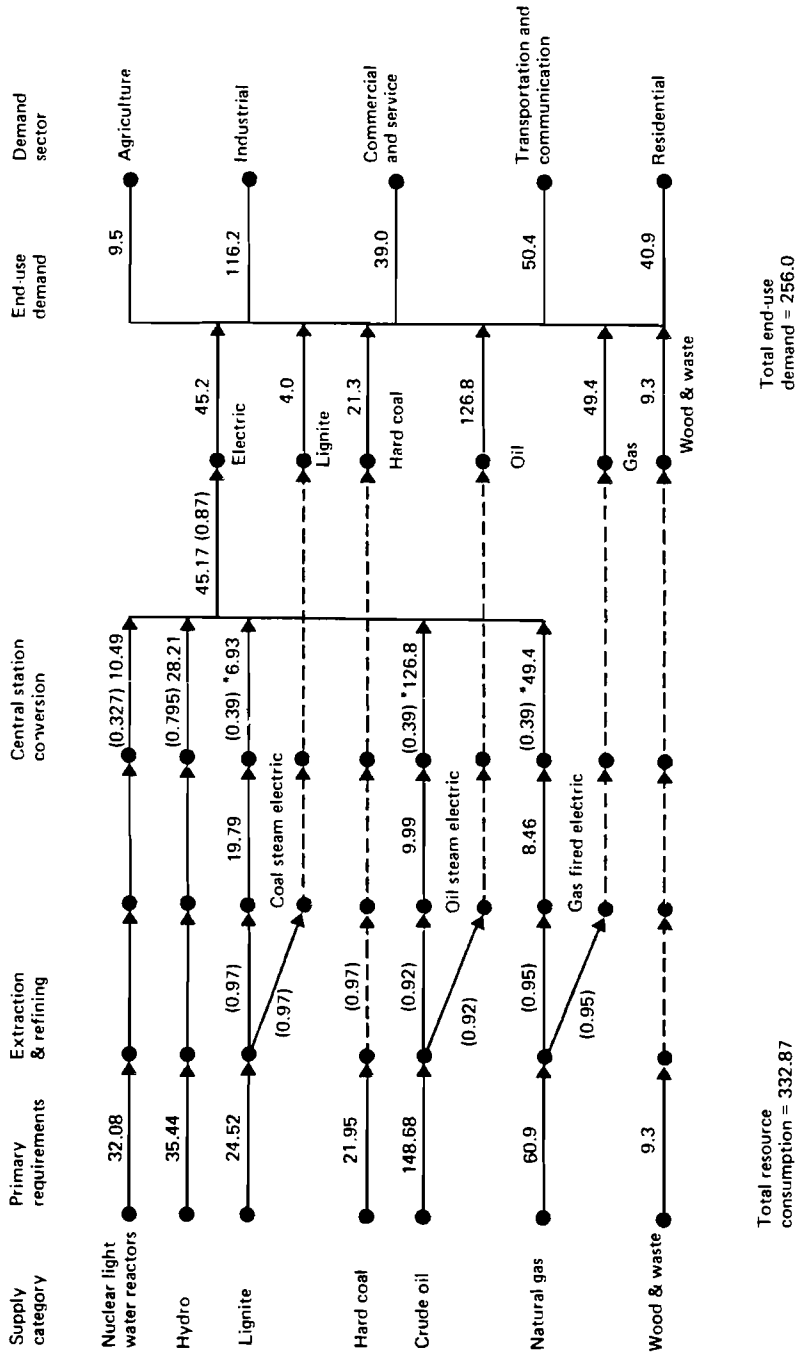 Supply
category
Primary
requirements
Extraction
& refining
Central station
conversion
End-use
demand
Demand
sector
Nuclear light
water reactors
32.08
(0.327) 10.49
Hydro
35.44
(0.795) 28.21
Lignite
24.52
(0.97)
(0.97)
19.79
(0.39) *6.93
Coal steam electric
Hard coal
21.95
(0.97)
Crude oil
148.68
(0.92)
(0.92)
9.99
(0.39) *126.8
Oil steam electric
Natural gas
60.9
(0.95)
(0.95)
8.46
(0.39) *49.4
Gas fired electric
Wood & waste
9.3
45.17 (0.87)
45.2
Electric
4.0
Lignite
21.3
Hard coal
126.8
Oil
49.4
Gas
9.3
Wood & waste
9.5
Agriculture
116.2
Industrial
39.0
Commercial
and service
50.4
Transportation and
communication
40.9
Residential
Total resource
consumption = 332.87
Total end-use
demand = 256.0